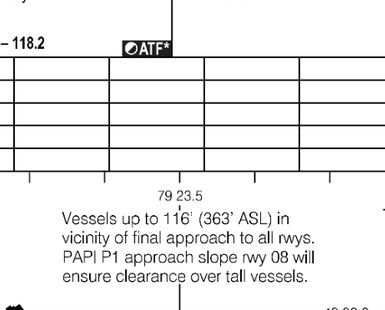 – 118.2
ATF*
79 23.5
Vessels up to 116' (363' ASL) in
vicinity of final approach to all rwys.
PAPI P1 approach slope rwy 08 will
ensure clearance over tall vessels.